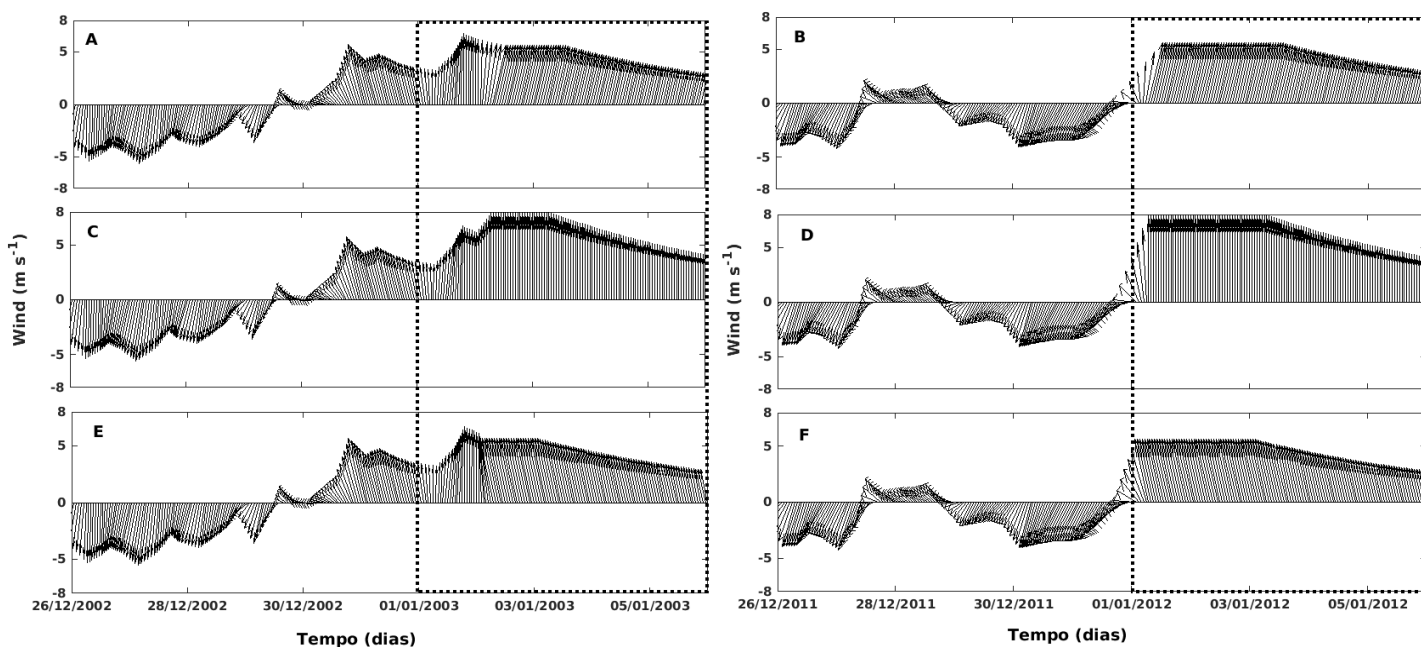 8
5
0
-5
-8
A
8
5
0
-5
-8
B
8
5
0
-5
-8
C
8
5
0
-5
-8
D
8
5
0
-5
-8
E
8
5
0
-5
-8
F
Wind (m s⁻¹)
Wind (m s⁻¹)
26/12/2002 28/12/2002 30/12/2002 01/01/2003 03/01/2003 05/01/2003
26/12/2011 28/12/2011 30/12/2011 01/01/2012 03/01/2012 05/01/2012
Tempo (dias)
Tempo (dias)